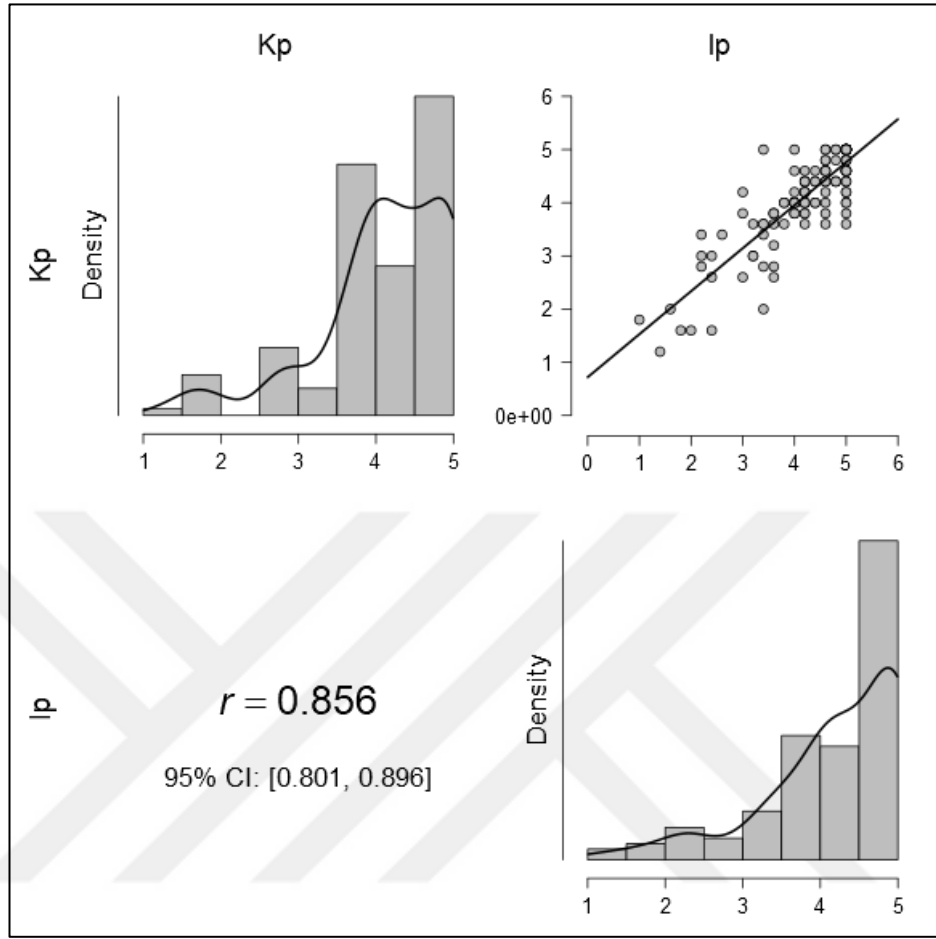 Kp
Ip
Kp
Density
1 2 3 4 5
6
5
4
3
2
1
0e+00
0 1 2 3 4 5 6
Ip
r = 0.856
95% CI: [0.801, 0.896]
Density
1 2 3 4 5